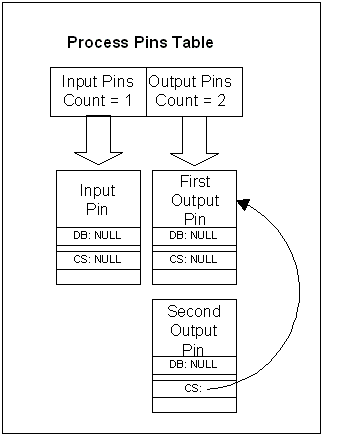 Process Pins Table
Input Pins
Count = 1
Output Pins
Count = 2
Input
Pin
DB: NULL
CS: NULL
First
Output
Pin
DB: NULL
CS: NULL
Second
Output
Pin
DB: NULL
CS: